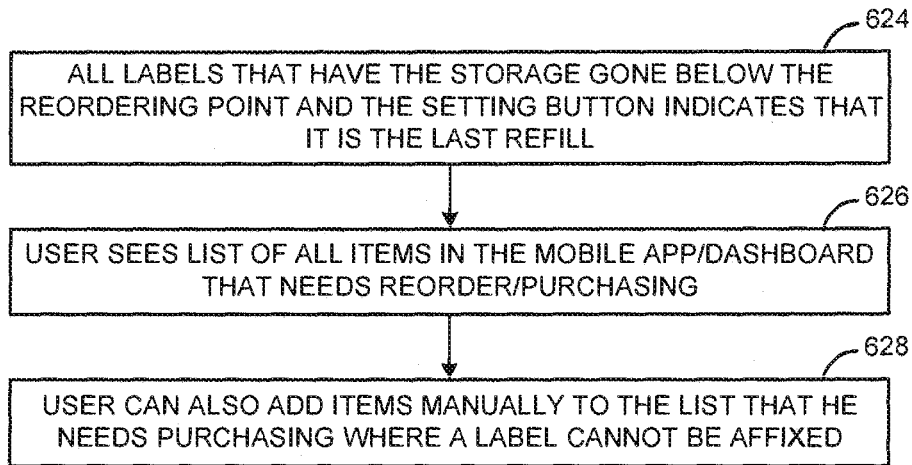 624
ALL LABELS THAT HAVE THE STORAGE GONE BELOW THE
REORDERING POINT AND THE SETTING BUTTON INDICATES THAT
IT IS THE LAST REFILL
626
USER SEES LIST OF ALL ITEMS IN THE MOBILE APP/DASHBOARD
THAT NEEDS REORDER/PURCHASING
628
USER CAN ALSO ADD ITEMS MANUALLY TO THE LIST THAT HE
NEEDS PURCHASING WHERE A LABEL CANNOT BE AFFIXED